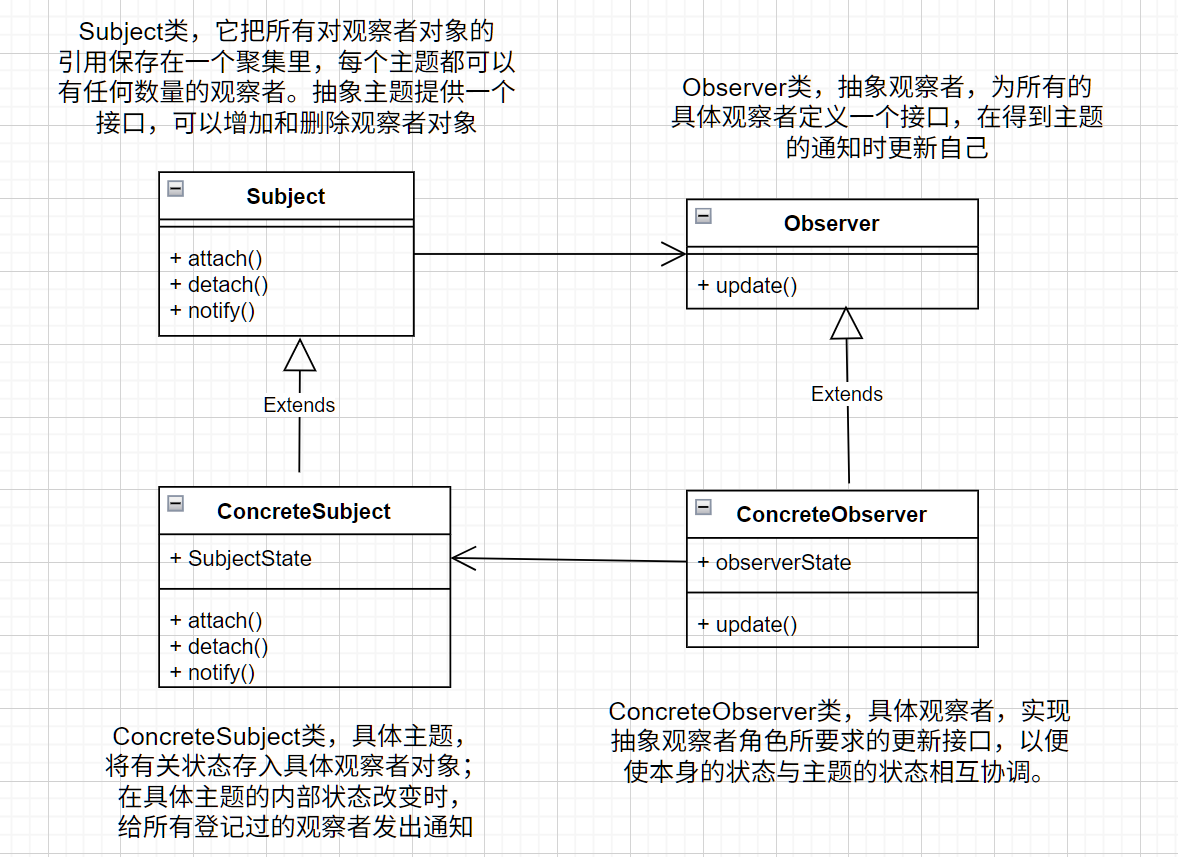 Subject类，它把所有对观察者对象的
引用保存在一个聚集里，每个主题都可以
有任何数量的观察者。抽象主题提供一个
接口，可以增加和删除观察者对象
Observer类，抽象观察者，为所有的
具体观察者定义一个接口，在得到主题
的通知时更新自己
Subject
+ attach()
+ detach()
+ notify()
Observer
+ update()
Extends
Extends
ConcreteSubject
+ SubjectState
+ attach()
+ detach()
+ notify()
ConcreteObserver
+ observerState
+ update()
ConcreteSubject类，具体主题，
将有关状态存入具体观察者对象；
在具体主题的内部状态改变时，
给所有登记过的观察者发出通知
ConcreteObserver类，具体观察者，实现
抽象观察者角色所要求的更新接口，以便
使本身的状态与主题的状态相互协调。